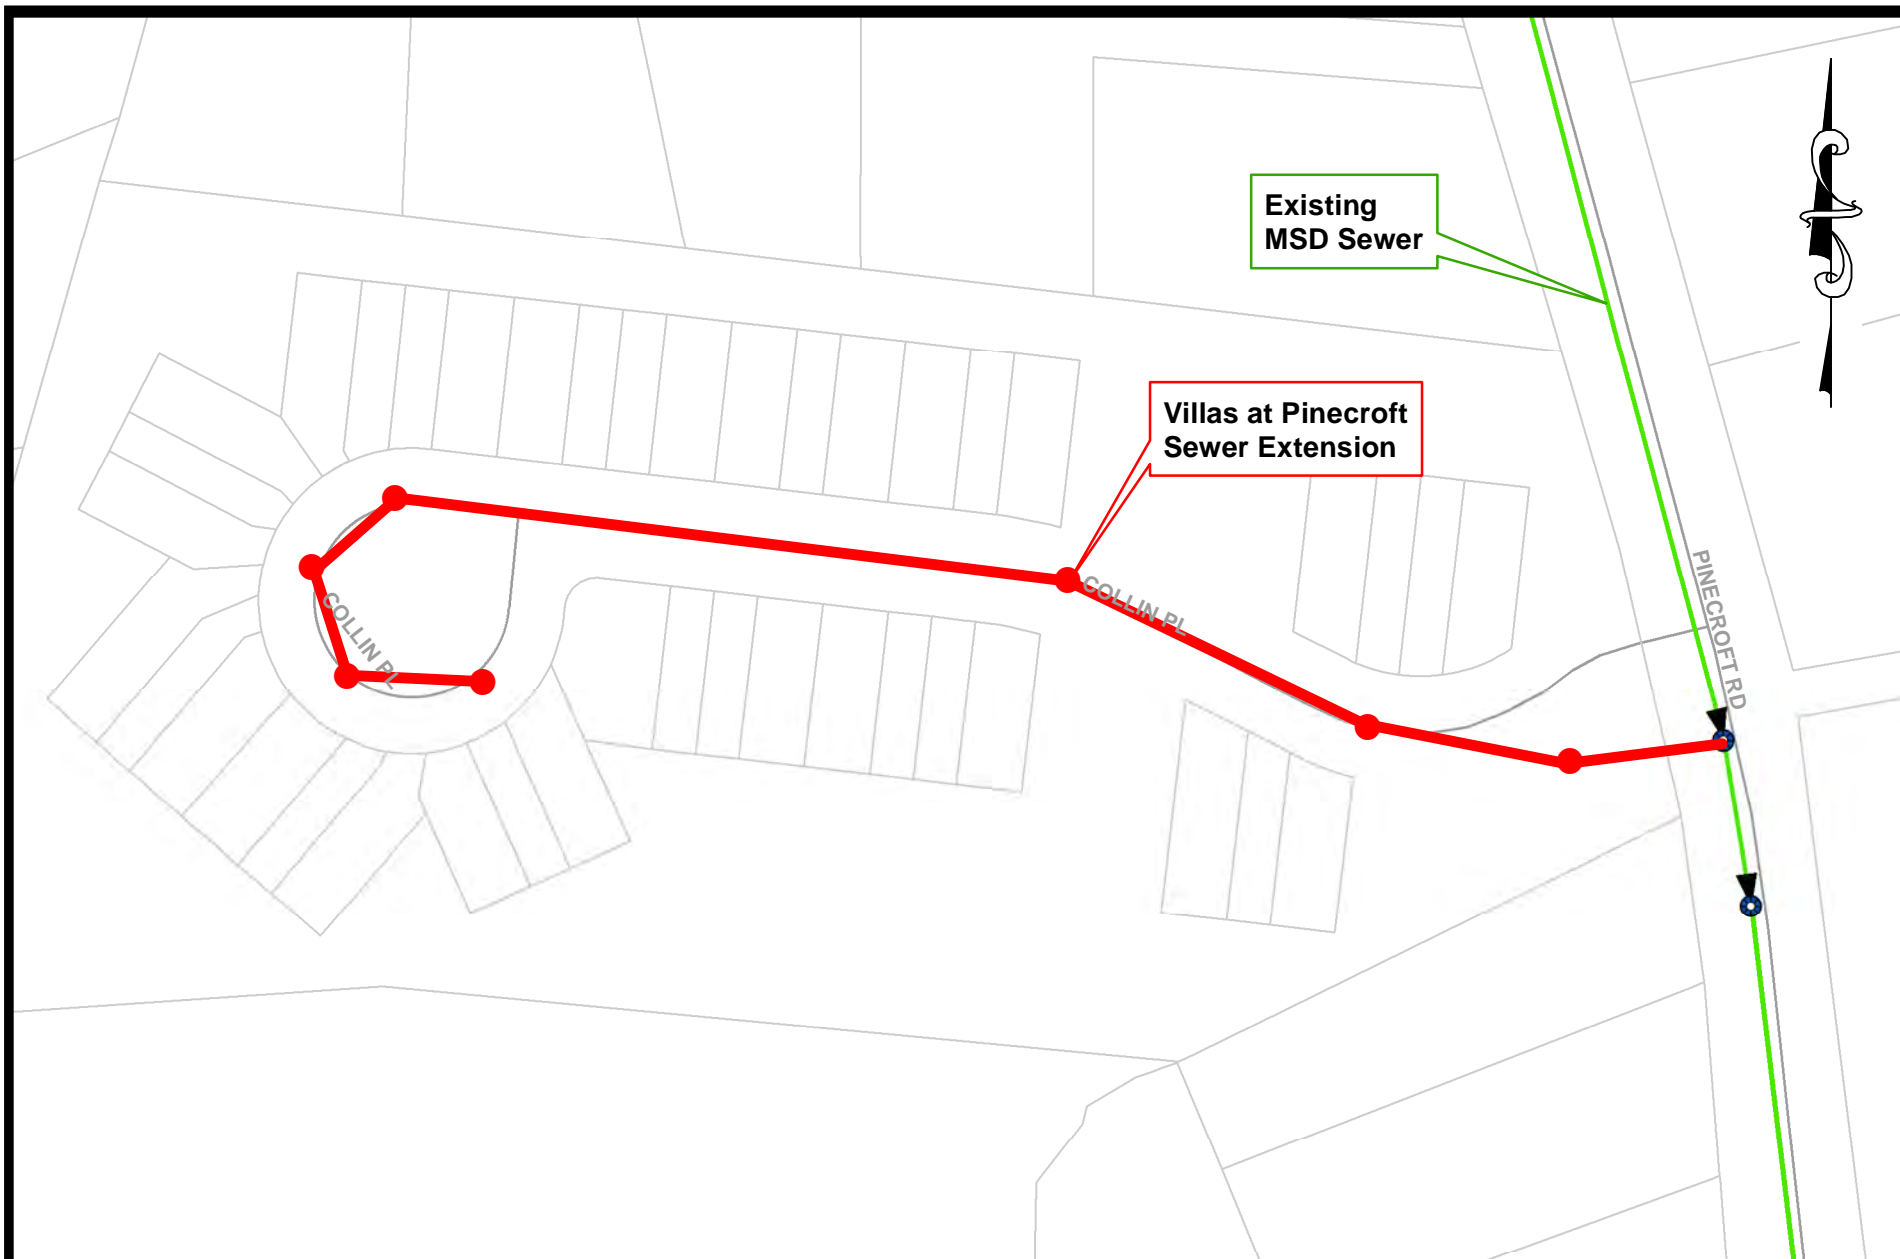 Existing
MSD Sewer
Villas at Pinecroft
Sewer Extension
COLLIN PL
COLLIN PL
PINECROFT RD